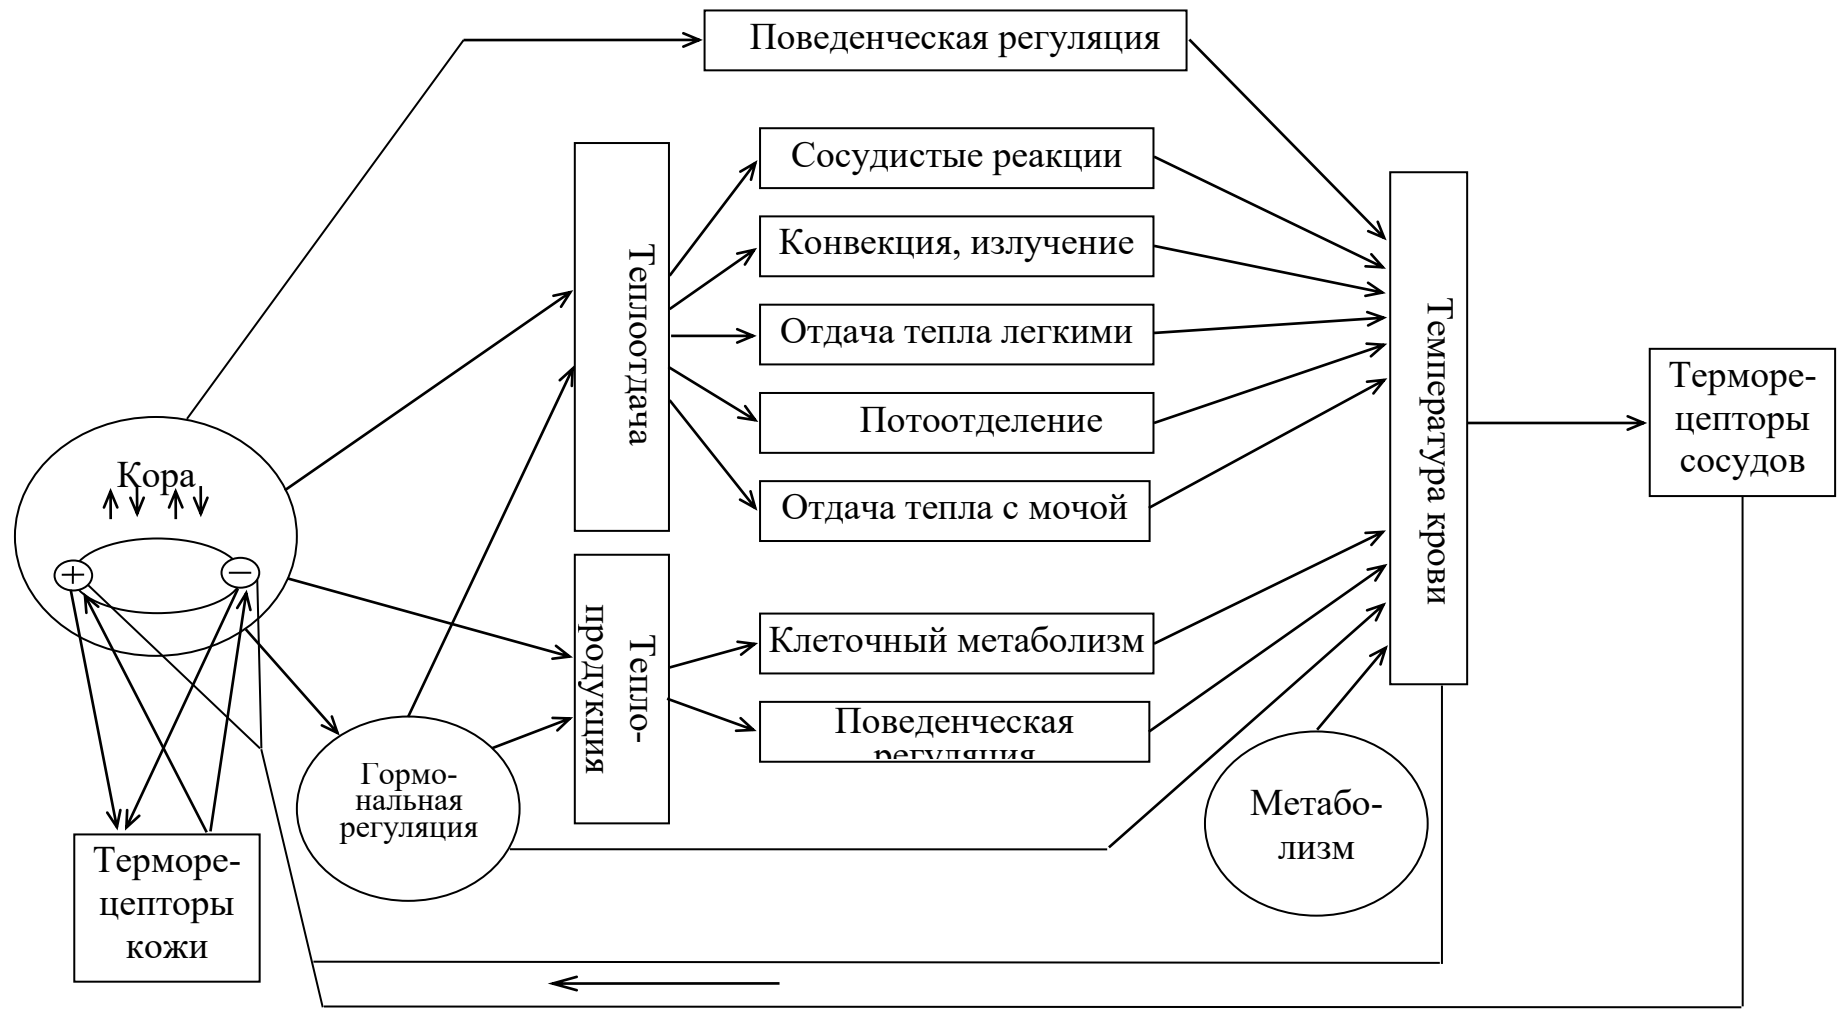 Поведенческая регуляция
Сосудистые реакции
Конвекция, излучение
Отдача тепла легкими
Потоотделение
Отдача тепла с мочой
Теплоотдача
Температура крови
Терморе-
цепторы
сосудов
Кора
+
−
Тепло-
продукция
Клеточный метаболизм
Поведенческая
регуляция
Гормо-
нальная
регуляция
Метабо-
лизм
Терморе-
цепторы
кожи